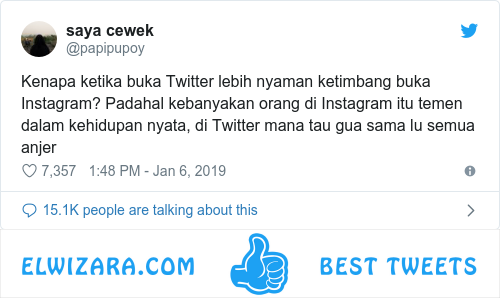 saya cewek
@papipupoy
Kenapa ketika buka Twitter lebih nyaman ketimbang buka
Instagram? Padahal kebanyakan orang di Instagram itu temen
dalam kehidupan nyata, di Twitter mana tau gua sama lu semua
anjer
7,357 1:48 PM - Jan 6, 2019
15.1K people are talking about this
ELWIZARA.COM BEST TWEETS